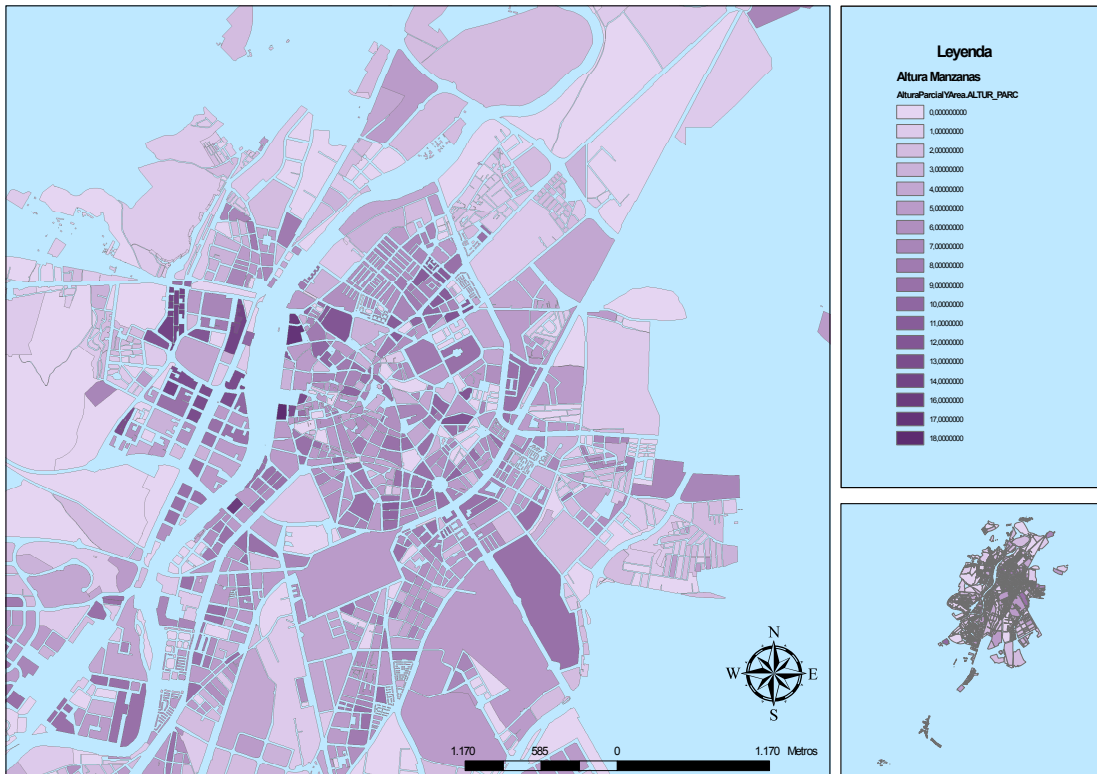 Leyenda
Altura Manzanas
AlturaParcialYArea.ALTUR_PARC
0,000000000
1,00000000
2,00000000
3,00000000
4,00000000
5,00000000
6,00000000
7,00000000
8,00000000
9,00000000
10,0000000
11,0000000
12,0000000
13,0000000
14,0000000
16,0000000
17,0000000
18,0000000
N
W E
S
1.170 585 0 1.170 Metros